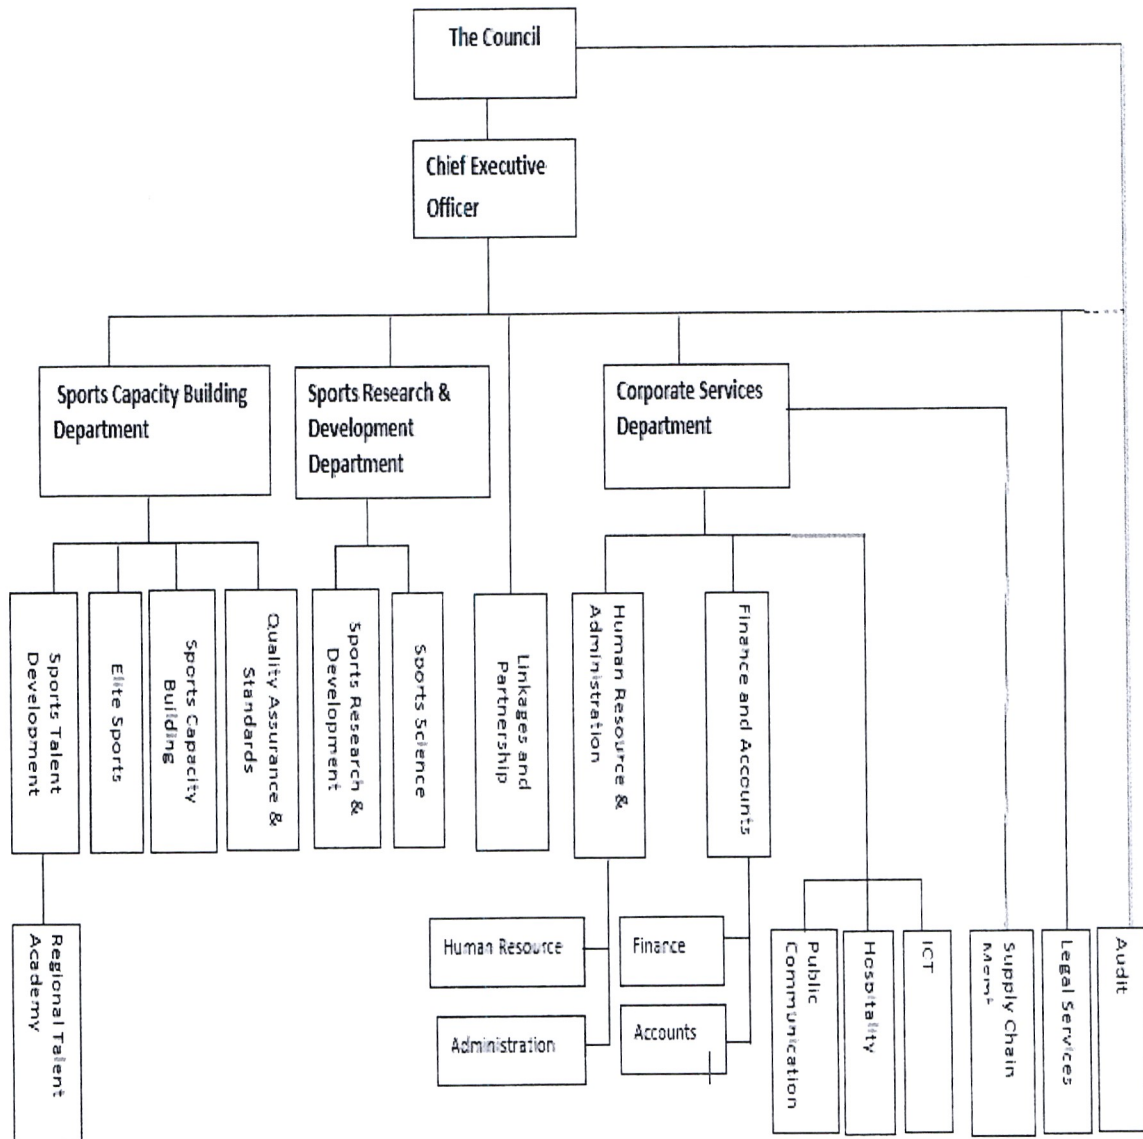 The Council
Chief Executive
Officer
Sports Capacity Building
Department
Sports Research &
Development
Department
Corporate Services
Department
Sports Talent
Development
Elite Sports
Sports Capacity
Building
Quality Assurance &
Standards
Sports Research &
Development
Sports Science
Linkages and
Partnership
Human Resource &
Administration
Finance and Accounts
Regional Talent
Academy
Human Resource
Administration
Finance
Accounts
Public
Communication
Hospitality
ICT
Supply Chain
Mgmt
Legal Services
Audit